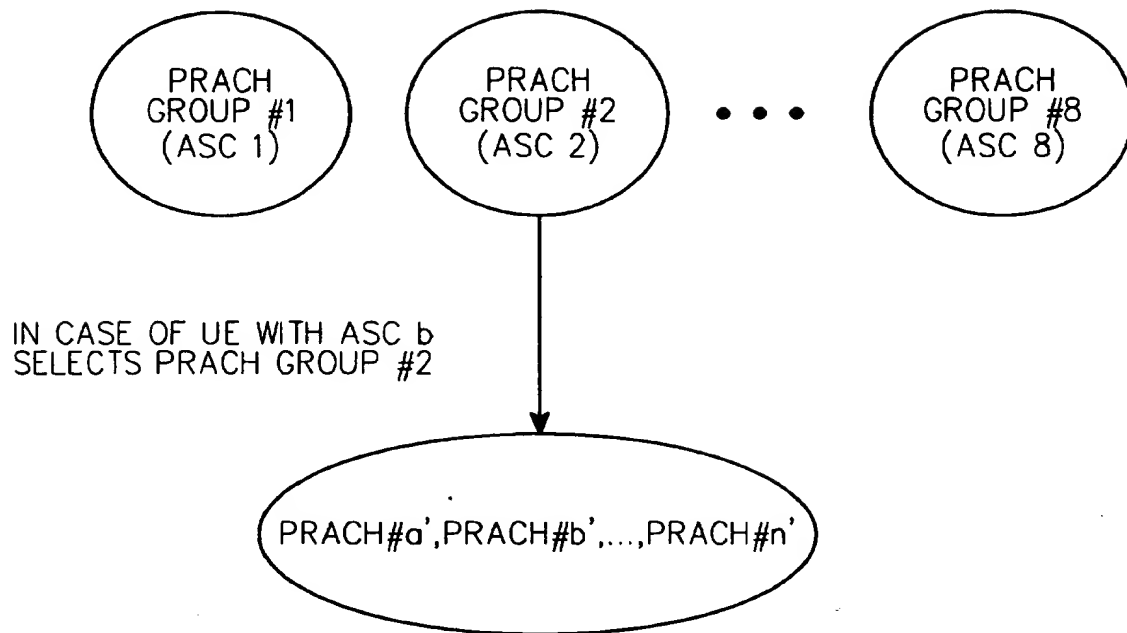 PRACH
GROUP #1
(ASC 1)
PRACH
GROUP #2
(ASC 2)
• • •
PRACH
GROUP #8
(ASC 8)
IN CASE OF UE WITH ASC b
SELECTS PRACH GROUP #2
PRACH#a',PRACH#b',...,PRACH#n'